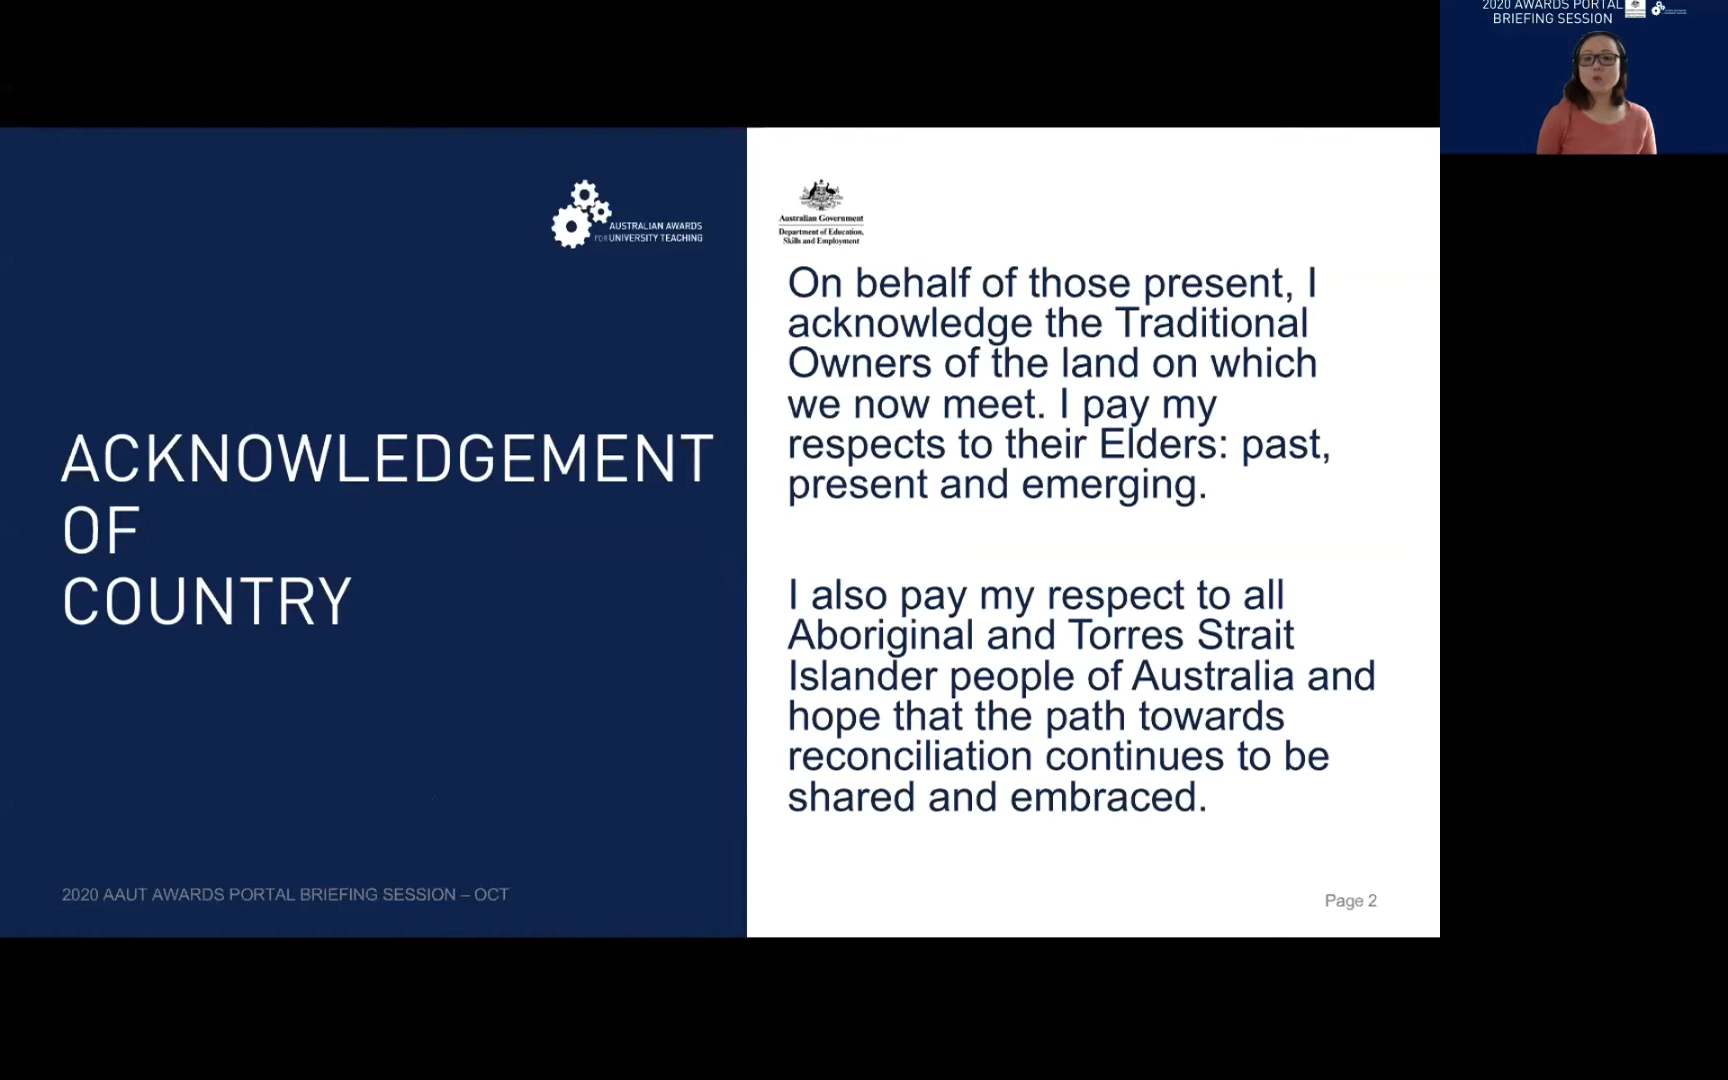 2020 AWARDS PORTAL
BRIEFING SESSION
AUSTRALIAN AWARDS
FOR UNIVERSITY TEACHING
ACKNOWLEDGEMENT
OF
COUNTRY
2020 AAUT AWARDS PORTAL BRIEFING SESSION – OCT
Australian Government
Department of Education,
Skills and Employment
On behalf of those present, I
acknowledge the Traditional
Owners of the land on which
we now meet. I pay my
respects to their Elders: past,
present and emerging.
I also pay my respect to all
Aboriginal and Torres Strait
Islander people of Australia and
hope that the path towards
reconciliation continues to be
shared and embraced.
Page 2